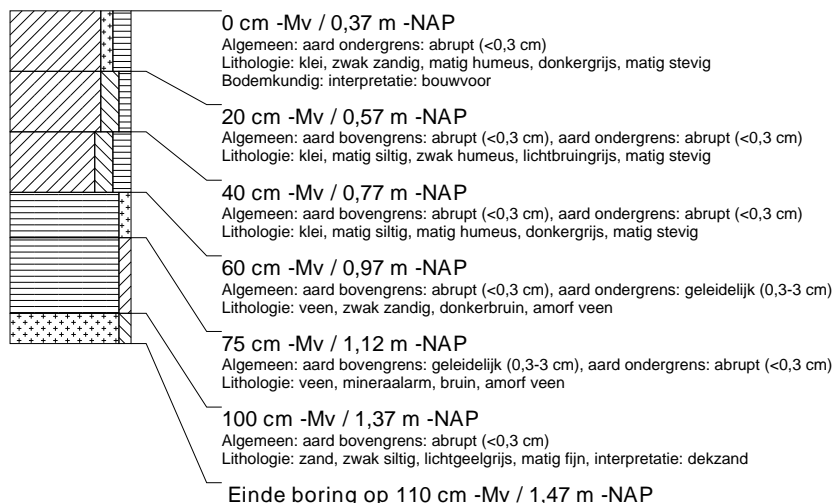 0 cm -Mv / 0,37 m -NAP
Algemeen: aard ondergrens: abrupt (<0,3 cm)
Lithologie: klei, zwak zandig, matig humeus, donkergrijs, matig stevig
Bodemkundig: interpretatie: bouwvoor
20 cm -Mv / 0,57 m -NAP
Algemeen: aard bovengrens: abrupt (<0,3 cm), aard ondergrens: abrupt (<0,3 cm)
Lithologie: klei, matig siltig, zwak humeus, lichtbruingrijs, matig stevig
40 cm -Mv / 0,77 m -NAP
Algemeen: aard bovengrens: abrupt (<0,3 cm), aard ondergrens: abrupt (<0,3 cm)
Lithologie: klei, matig siltig, matig humeus, donkergrijs, matig stevig
60 cm -Mv / 0,97 m -NAP
Algemeen: aard bovengrens: abrupt (<0,3 cm), aard ondergrens: geleidelijk (0,3-3 cm)
Lithologie: veen, zwak zandig, donkerbruin, amorf veen
75 cm -Mv / 1,12 m -NAP
Algemeen: aard bovengrens: geleidelijk (0,3-3 cm), aard ondergrens: abrupt (<0,3 cm)
Lithologie: veen, mineraalarm, bruin, amorf veen
100 cm -Mv / 1,37 m -NAP
Algemeen: aard bovengrens: abrupt (<0,3 cm)
Lithologie: zand, zwak siltig, lichtgeelgrijs, matig fijn, interpretatie: dekzand
Einde boring op 110 cm -Mv / 1,47 m -NAP